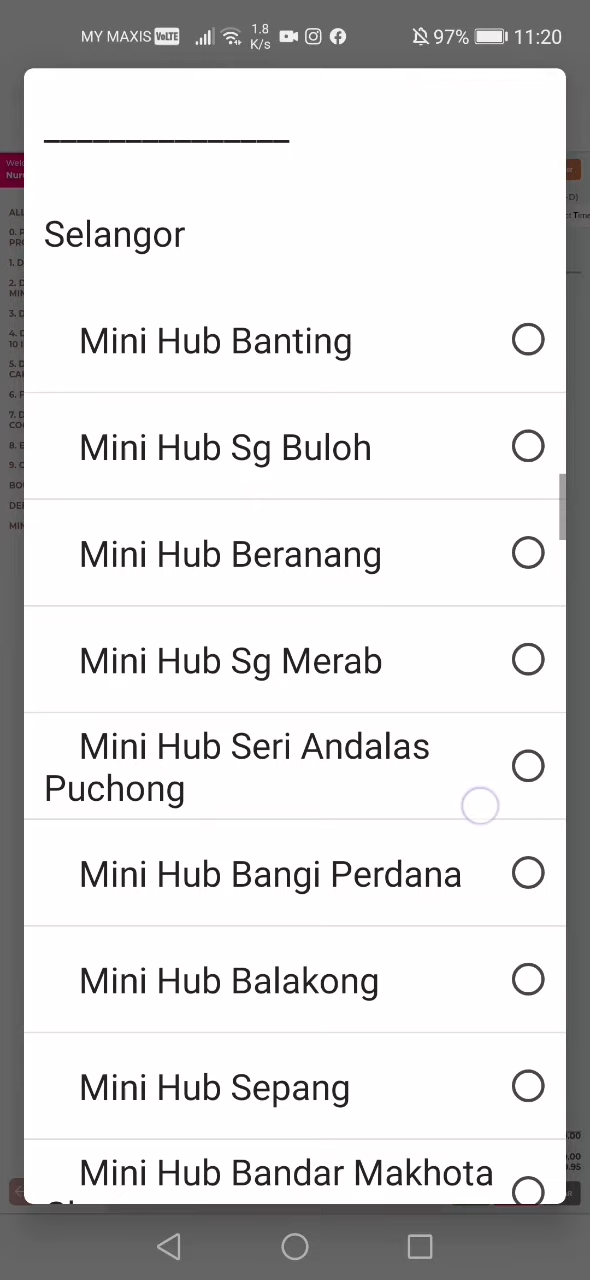 MY MAXIS VoLTE 1.8 K/s 97% 11:20
_______________
Selangor
Mini Hub Banting
Mini Hub Sg Buloh
Mini Hub Beranang
Mini Hub Sg Merab
Mini Hub Seri Andalas
Puchong
Mini Hub Bangi Perdana
Mini Hub Balakong
Mini Hub Sepang
Mini Hub Bandar Makhota